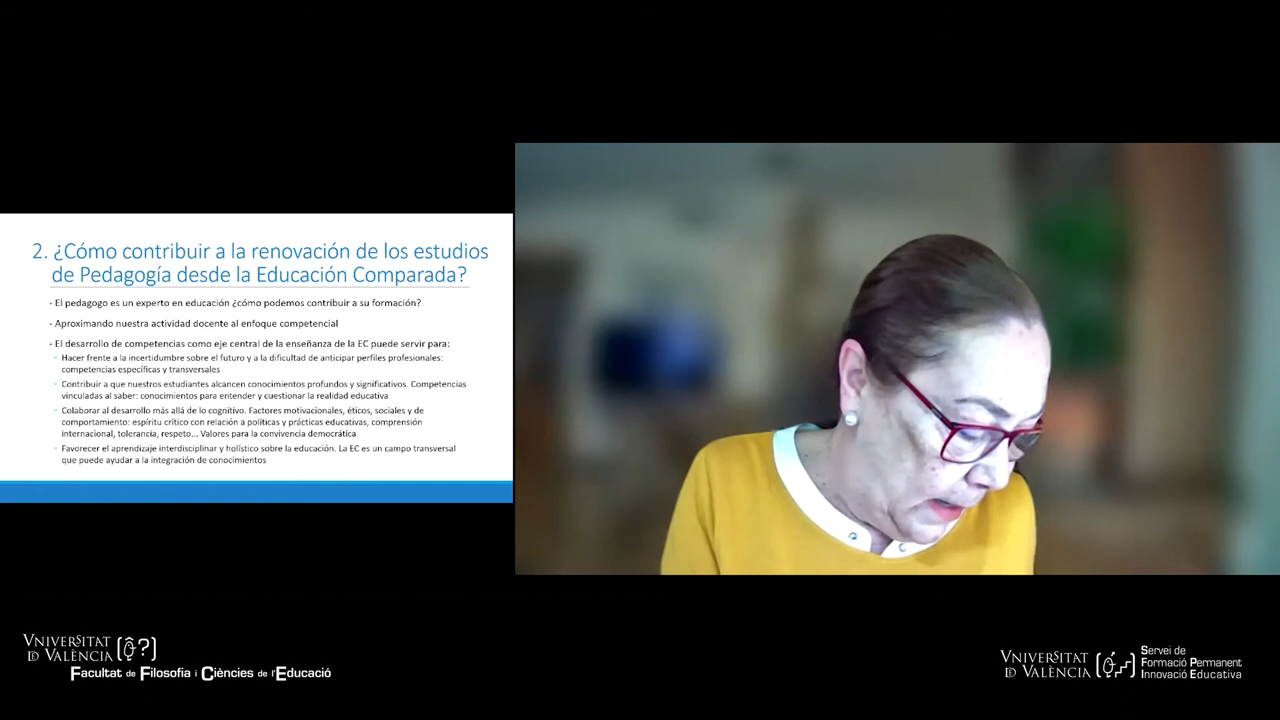 2. ¿Cómo contribuir a la renovación de los estudios
de Pedagogía desde la Educación Comparada?
- El pedagogo es un experto en educación ¿cómo podemos contribuir a su formación?
- Aproximando nuestra actividad docente al enfoque competencial
- El desarrollo de competencias como eje central de la enseñanza de la EC puede servir para:
◦ Hacer frente a la incertidumbre sobre el futuro y a la dificultad de anticipar perfiles profesionales:
competencias específicas y transversales
◦ Contribuir a que nuestros estudiantes alcancen conocimientos profundos y significativos. Competencias
vinculadas al saber: conocimientos para entender y cuestionar la realidad educativa
◦ Colaborar al desarrollo más allá de lo cognitivo. Factores motivacionales, éticos, sociales y de
comportamiento: espíritu crítico con relación a políticas y prácticas educativas, comprensión
internacional, tolerancia, respeto... Valores para la convivencia democrática
◦ Favorecer el aprendizaje interdisciplinar y holístico sobre la educación. La EC es un campo transversal
que puede ayudar a la integración de conocimientos
VNIVERSITAT
ID VALÈNCIA
Facultat de Filosofia i Ciències de l'Educació
VNIVERSITAT
ID VALÈNCIA
Servei de
Formació Permanent
Innovació Educativa